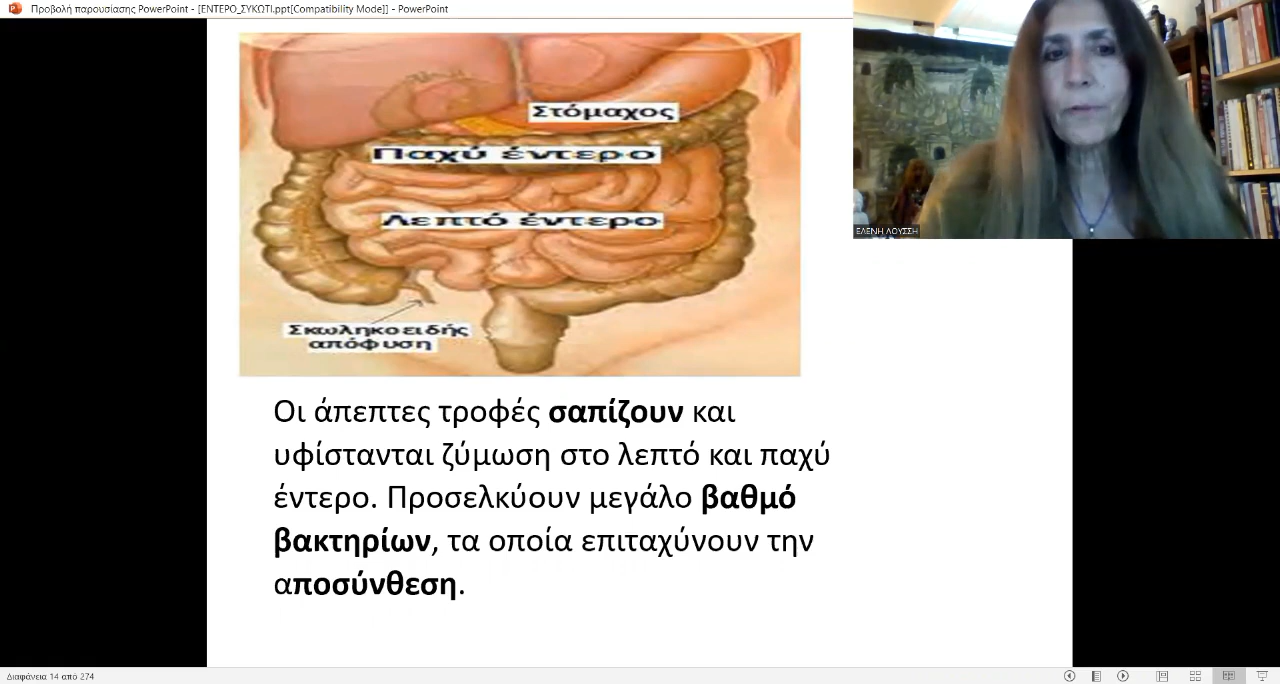 Προβολή παρουσίασης PowerPoint - [ΕΝΤΕΡΟ_ΣΥΚΩΤΙ.ppt[Compatibility Mode]] - PowerPoint
Στόμαχος
Παχύ έντερο
Λεπτό έντερο
Σκωληκοειδής
απόφυση
ΕΛΕΝΗ ΛΟΥΣΣΗ
Οι άπεπτες τροφές σαπίζουν και
υφίστανται ζύμωση στο λεπτό και παχύ
έντερο. Προσελκύουν μεγάλο βαθμό
βακτηρίων, τα οποία επιταχύνουν την
αποσύνθεση.
Διαφάνεια 14 από 274